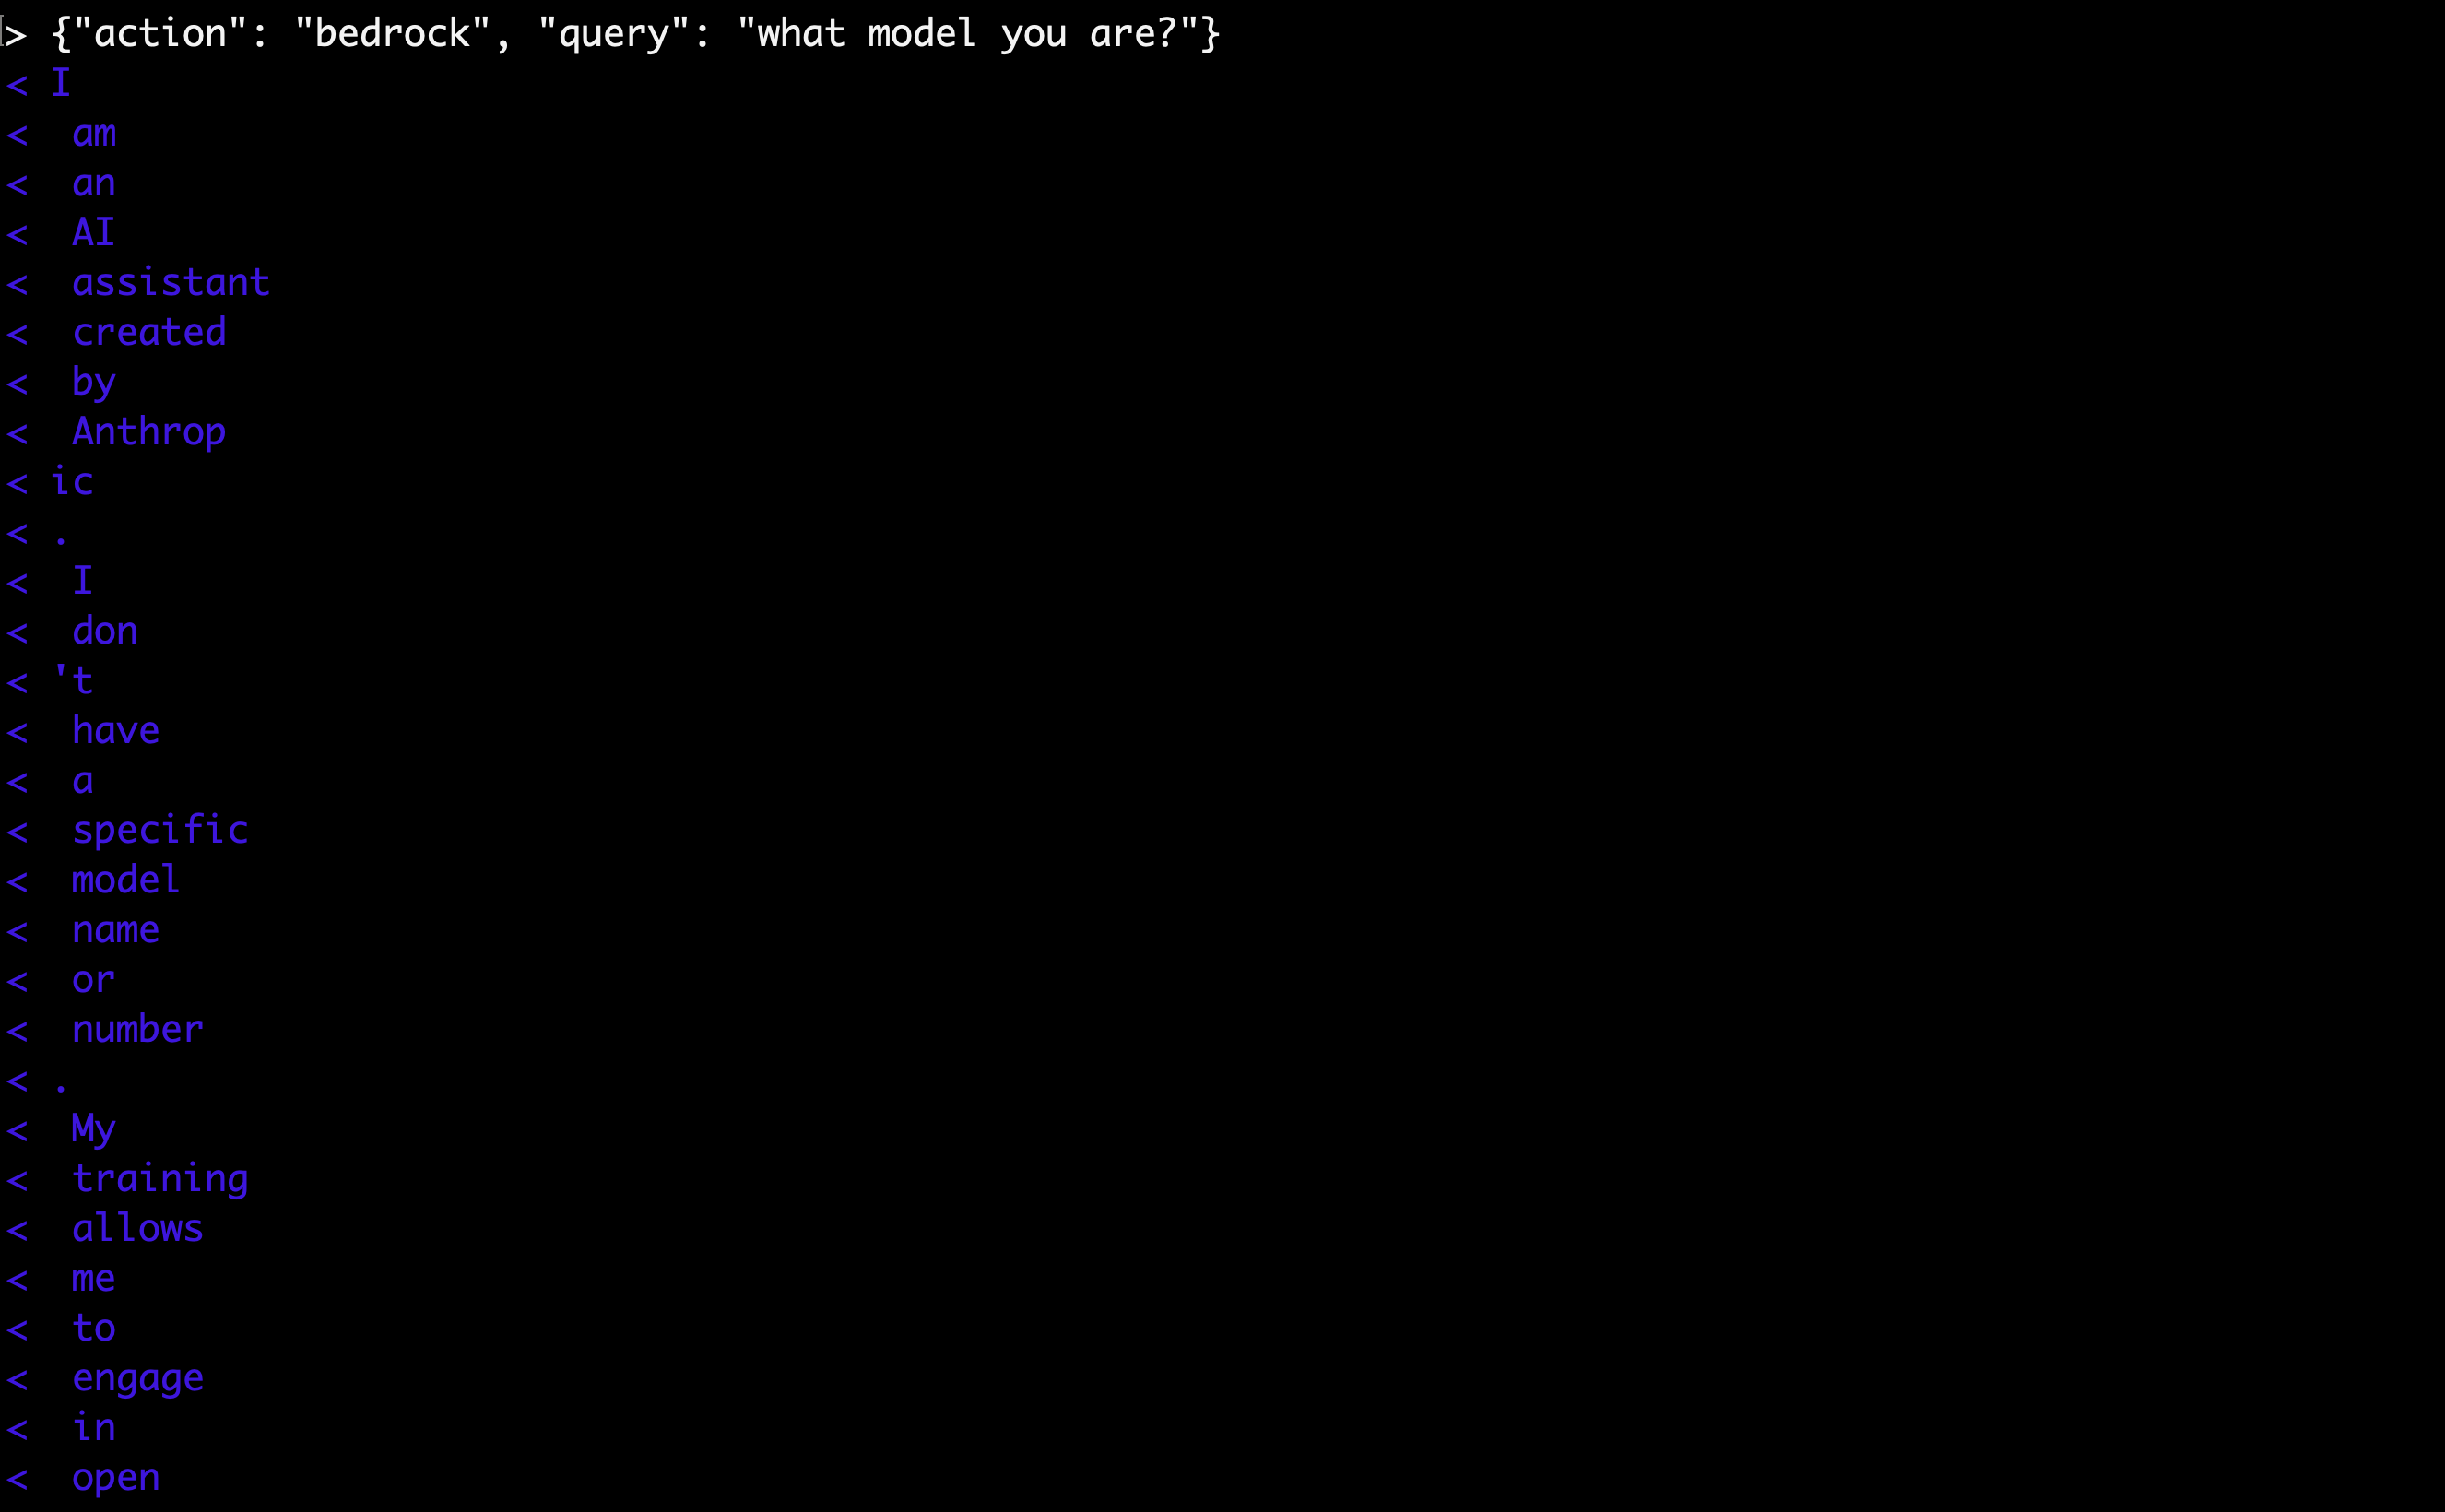 > {"action": "bedrock", "query": "what model you are?"}
< I
<  am
<  an
<  AI
<  assistant
<  created
<  by
<  Anthrop
< ic
< .
<  I
<  don
< 't
<  have
<  a
<  specific
<  model
<  name
<  or
<  number
< .
<  My
<  training
<  allows
<  me
<  to
<  engage
<  in
<  open